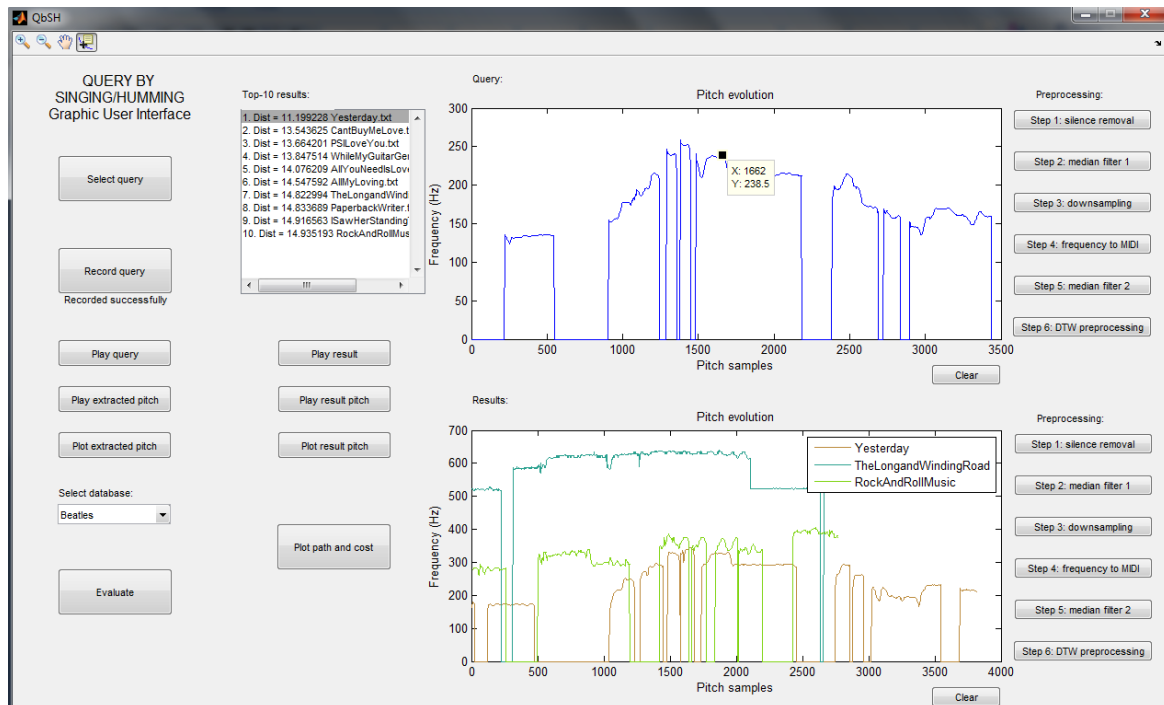 QbSH
QUERY BY
SINGING/HUMMING
Graphic User Interface
Select query
Record query
Recorded successfully
Play query
Play extracted pitch
Plot extracted pitch
Select database:
Beatles
Evaluate
Top-10 results:
1. Dist = 11.199228 Yesterday.txt
2. Dist = 13.543625 CantBuyMeLove.t
3. Dist = 13.664201 PSILoveYou.txt
4. Dist = 13.847514 WhileMyGuitarGer
5. Dist = 14.076209 AllYouNeedIsLove
6. Dist = 14.547592 AllMyLoving.txt
7. Dist = 14.822994 TheLongandWindi
8. Dist = 14.833689 PaperbackWriter.t
9. Dist = 14.916563 ISawHerStandingT
10. Dist = 14.935193 RockAndRollMus
Play result
Play result pitch
Plot result pitch
Plot path and cost
Query:
Pitch evolution
Frequency (Hz)
300
250
200
150
100
50
0
X: 1662
Y: 238.5
0 500 1000 1500 2000 2500 3000 3500
Pitch samples
Clear
Preprocessing:
Step 1: silence removal
Step 2: median filter 1
Step 3: downsampling
Step 4: frequency to MIDI
Step 5: median filter 2
Step 6: DTW preprocessing
Results:
Pitch evolution
Frequency (Hz)
700
600
500
400
300
200
100
0
Yesterday
TheLongandWindingRoad
RockAndRollMusic
0 500 1000 1500 2000 2500 3000 3500 4000
Pitch samples
Clear
Preprocessing:
Step 1: silence removal
Step 2: median filter 1
Step 3: downsampling
Step 4: frequency to MIDI
Step 5: median filter 2
Step 6: DTW preprocessing